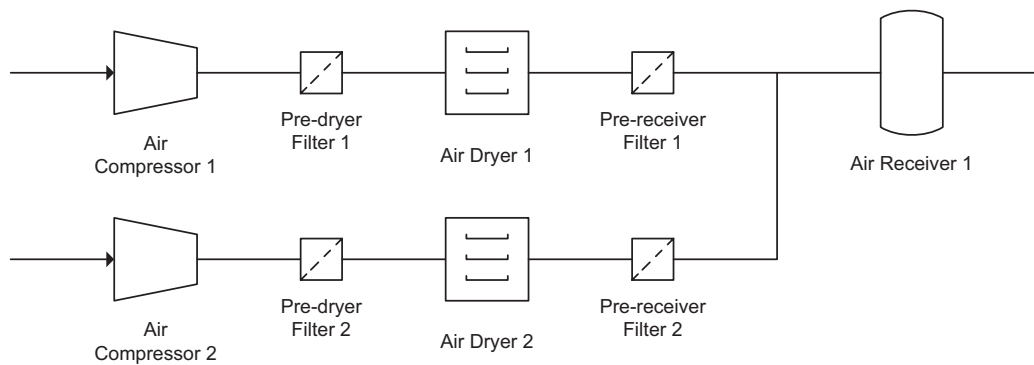 Air
Compressor 1
Pre-dryer
Filter 1
Air Dryer 1
Pre-receiver
Filter 1
Air Receiver 1
Air
Compressor 2
Pre-dryer
Filter 2
Air Dryer 2
Pre-receiver
Filter 2